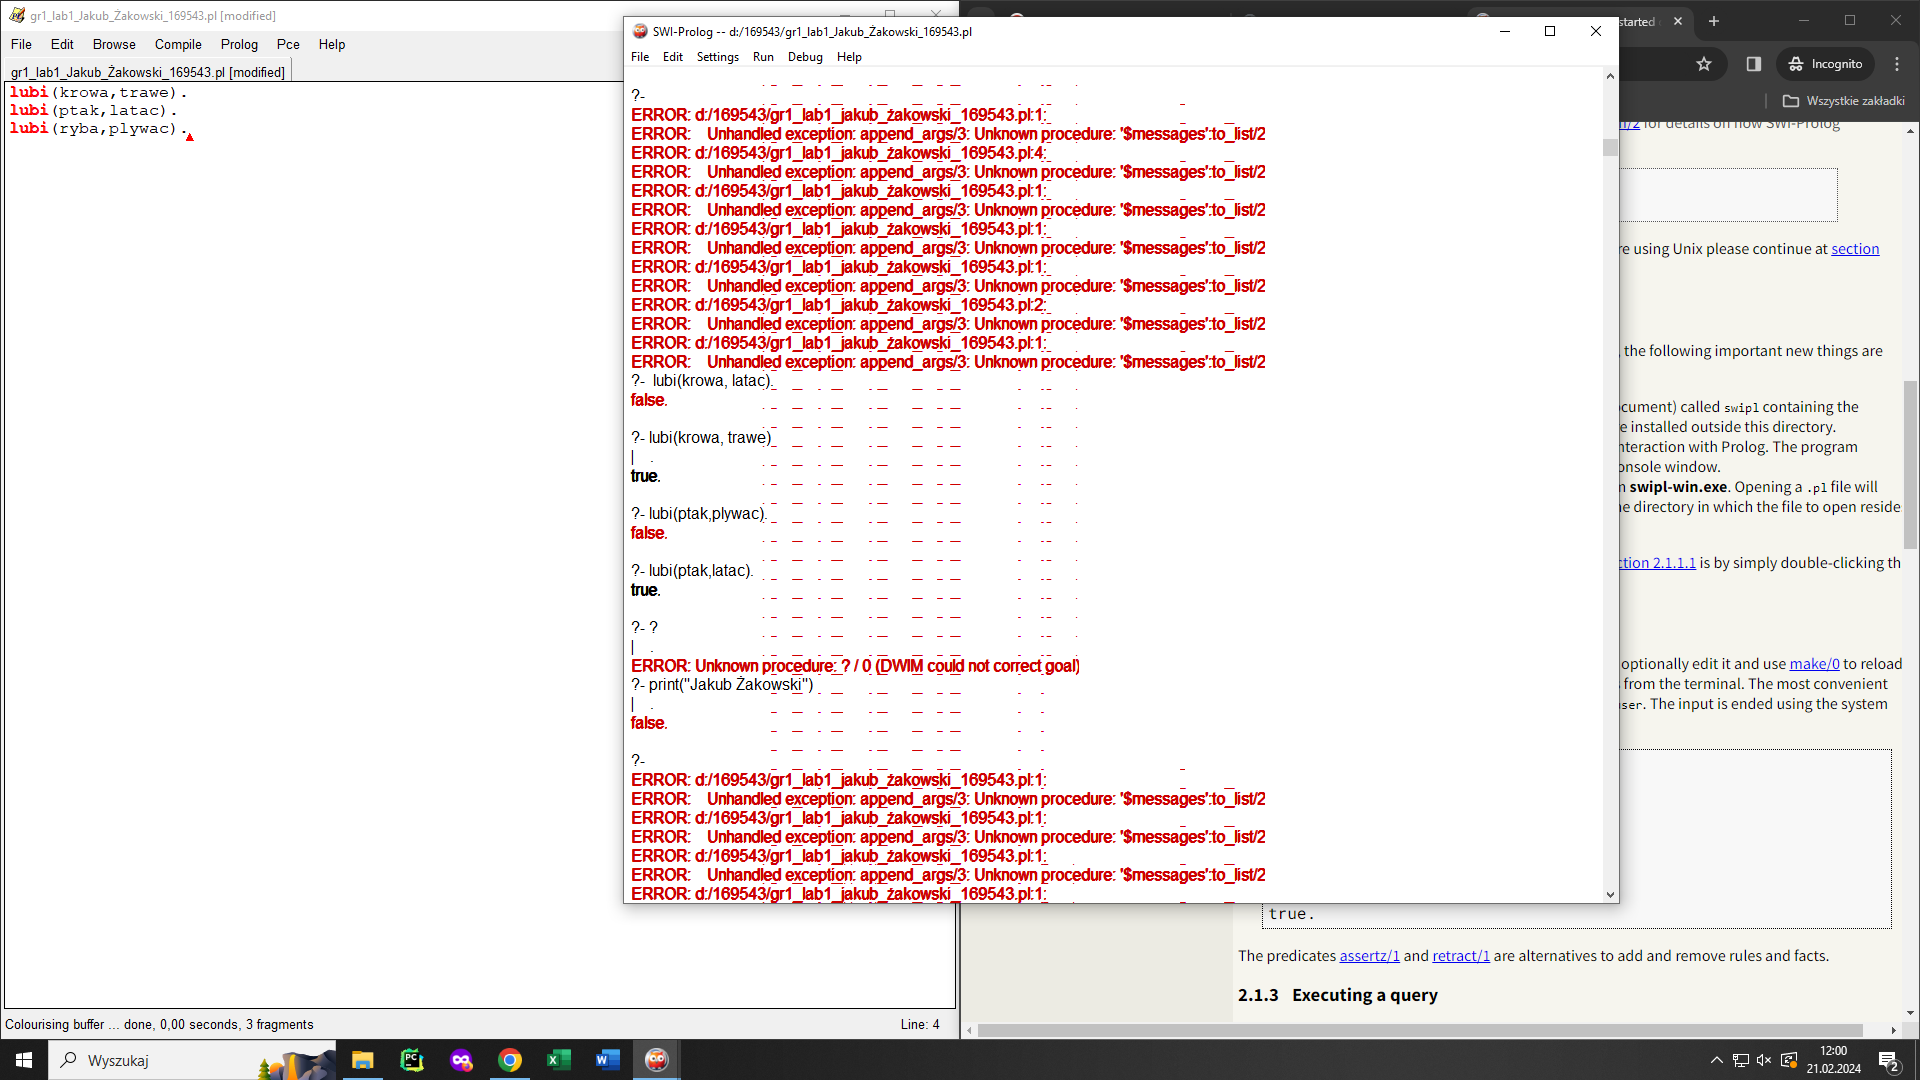 gr1_lab1_Jakub_Żakowski_169543.pl [modified]
File Edit Browse Compile Prolog Pce Help
gr1_lab1_Jakub_Żakowski_169543.pl [modified]
lubi(krowa,trawe).
lubi(ptak,latac).
lubi(ryba,plywac).
Colourising buffer ... done, 0,00 seconds, 3 fragments
Line: 4
SWI-Prolog -- d:/169543/gr1_lab1_Jakub_Żakowski_169543.pl
File Edit Settings Run Debug Help
?-
ERROR: d:/169543/gr1_lab1_jakub_żakowski_169543.pl:1:
ERROR:    Unhandled exception: append_args/3: Unknown procedure: '$messages':to_list/2
ERROR: d:/169543/gr1_lab1_jakub_żakowski_169543.pl:4:
ERROR:    Unhandled exception: append_args/3: Unknown procedure: '$messages':to_list/2
ERROR: d:/169543/gr1_lab1_jakub_żakowski_169543.pl:1:
ERROR:    Unhandled exception: append_args/3: Unknown procedure: '$messages':to_list/2
ERROR: d:/169543/gr1_lab1_jakub_żakowski_169543.pl:1:
ERROR:    Unhandled exception: append_args/3: Unknown procedure: '$messages':to_list/2
ERROR: d:/169543/gr1_lab1_jakub_żakowski_169543.pl:1:
ERROR:    Unhandled exception: append_args/3: Unknown procedure: '$messages':to_list/2
ERROR: d:/169543/gr1_lab1_jakub_żakowski_169543.pl:2:
ERROR:    Unhandled exception: append_args/3: Unknown procedure: '$messages':to_list/2
ERROR: d:/169543/gr1_lab1_jakub_żakowski_169543.pl:1:
ERROR:    Unhandled exception: append_args/3: Unknown procedure: '$messages':to_list/2
?-  lubi(krowa, latac).
false.
?- lubi(krowa, trawe)
|    .
true.
?- lubi(ptak,plywac).
false.
?- lubi(ptak,latac).
true.
?- ?
|    .
ERROR: Unknown procedure: ? / 0 (DWIM could not correct goal)
?- print("Jakub Żakowski")
|    .
false.
?-
ERROR: d:/169543/gr1_lab1_jakub_żakowski_169543.pl:1:
ERROR:    Unhandled exception: append_args/3: Unknown procedure: '$messages':to_list/2
ERROR: d:/169543/gr1_lab1_jakub_żakowski_169543.pl:1:
ERROR:    Unhandled exception: append_args/3: Unknown procedure: '$messages':to_list/2
ERROR: d:/169543/gr1_lab1_jakub_żakowski_169543.pl:1:
ERROR:    Unhandled exception: append_args/3: Unknown procedure: '$messages':to_list/2
ERROR: d:/169543/gr1_lab1_jakub_żakowski_169543.pl:1:
started
Incognito
Wszystkie zakładki
n/2 for details on how SWI-Prolog
re using Unix please continue at section
, the following important new things are
cument) called swipl containing the
e installed outside this directory.
nteraction with Prolog. The program
onsole window.
n swipl-win.exe. Opening a .pl file will
e directory in which the file to open reside
ction 2.1.1.1 is by simply double-clicking th
optionally edit it and use make/0 to reload
s from the terminal. The most convenient
user. The input is ended using the system
true.
The predicates assertz/1 and retract/1 are alternatives to add and remove rules and facts.
2.1.3 Executing a query
Wyszukaj
12:00
21.02.2024
2